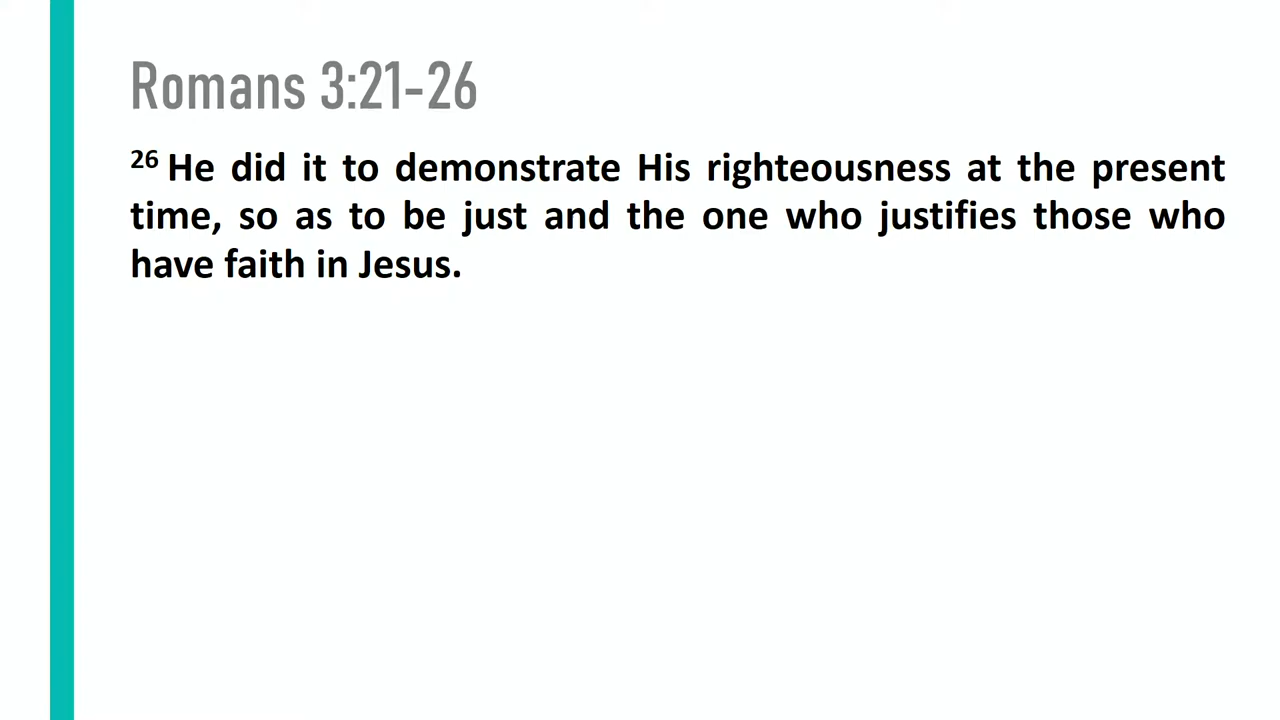 Romans 3:21-26
26 He did it to demonstrate His righteousness at the present
time, so as to be just and the one who justifies those who
have faith in Jesus.